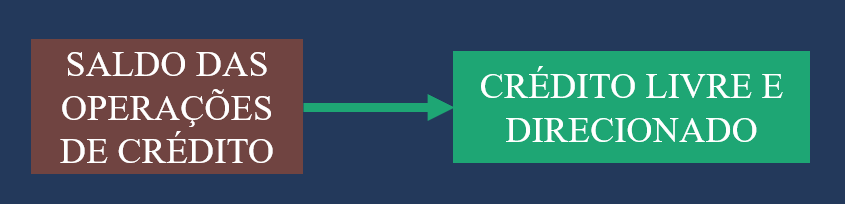 SALDO DAS
OPERAÇÕES
DE CRÉDITO
CRÉDITO LIVRE E
DIRECIONADO